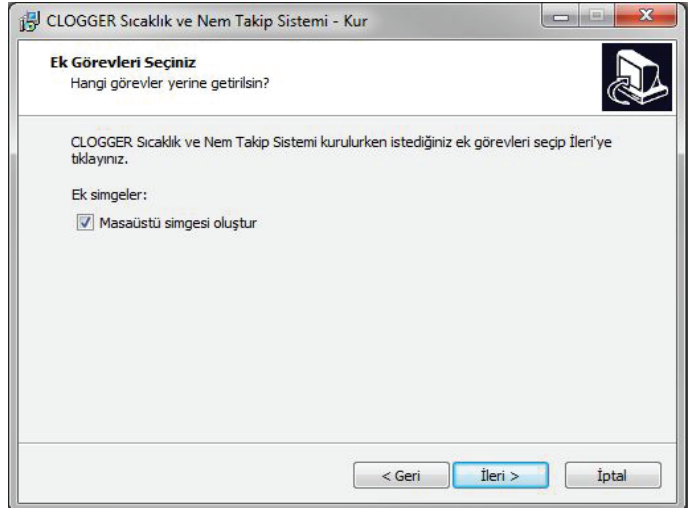 CLOGGER Sıcaklık ve Nem Takip Sistemi - Kur
Ek Görevleri Seçiniz
Hangi görevler yerine getirilsin?
CLOGGER Sıcaklık ve Nem Takip Sistemi kurulurken istediğiniz ek görevleri seçip İleri'ye
tıklayınız.
Ek simgeler:
Masaüstü simgesi oluştur
< Geri
İleri >
İptal